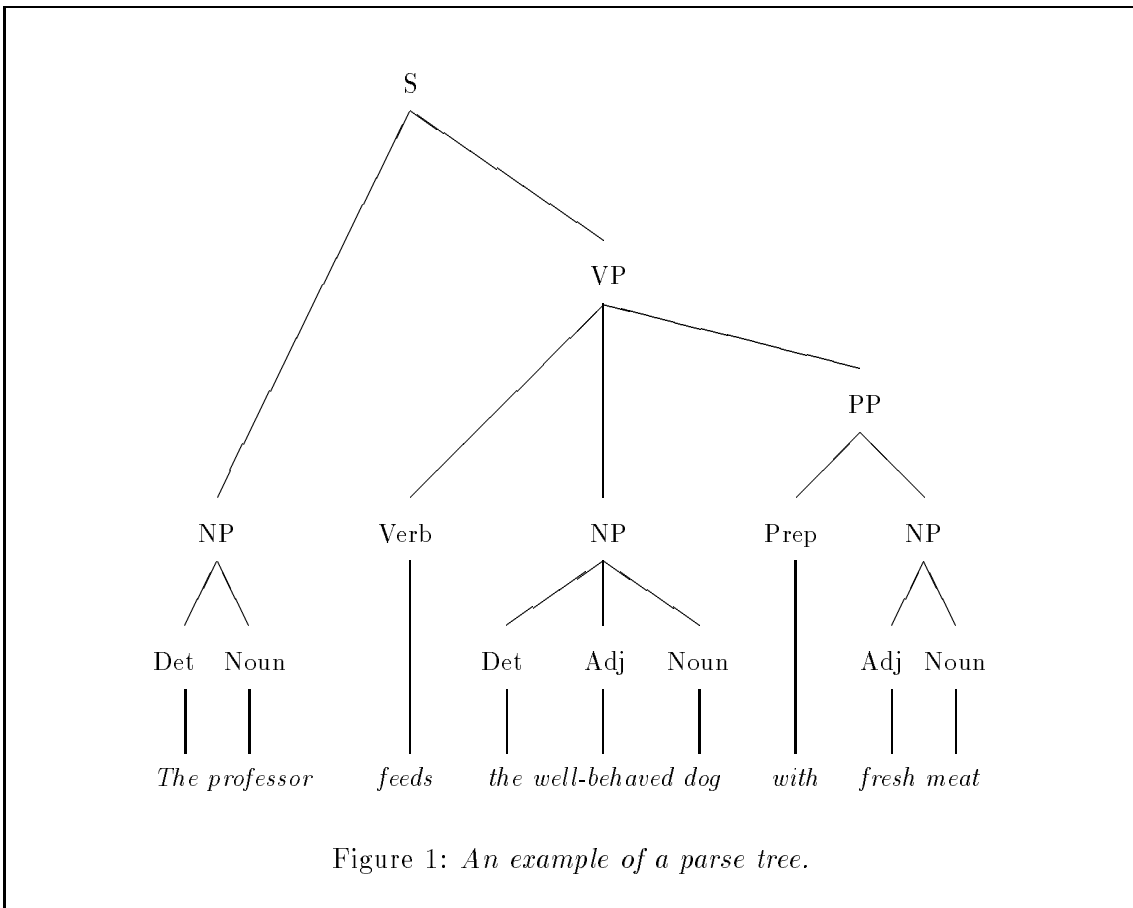 S
VP
PP
NP Verb NP Prep NP
Det Noun Det Adj Noun Adj Noun
The professor feeds the well-behaved dog with fresh meat
Figure 1: An example of a parse tree.